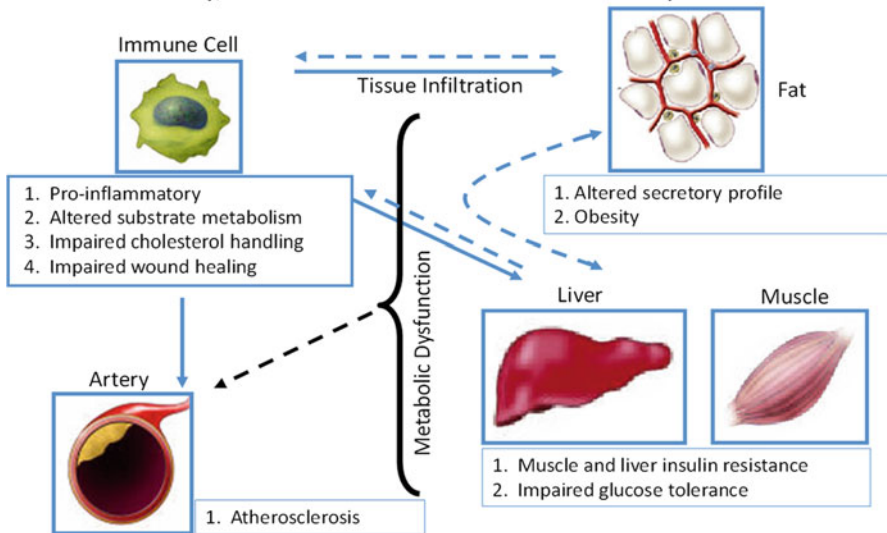 Immune Cell
Tissue Infiltration
Fat
1. Pro-inflammatory
2. Altered substrate metabolism
3. Impaired cholesterol handling
4. Impaired wound healing
1. Altered secretory profile
2. Obesity
Metabolic Dysfunction
Liver
Muscle
Artery
1. Muscle and liver insulin resistance
2. Impaired glucose tolerance
1. Atherosclerosis